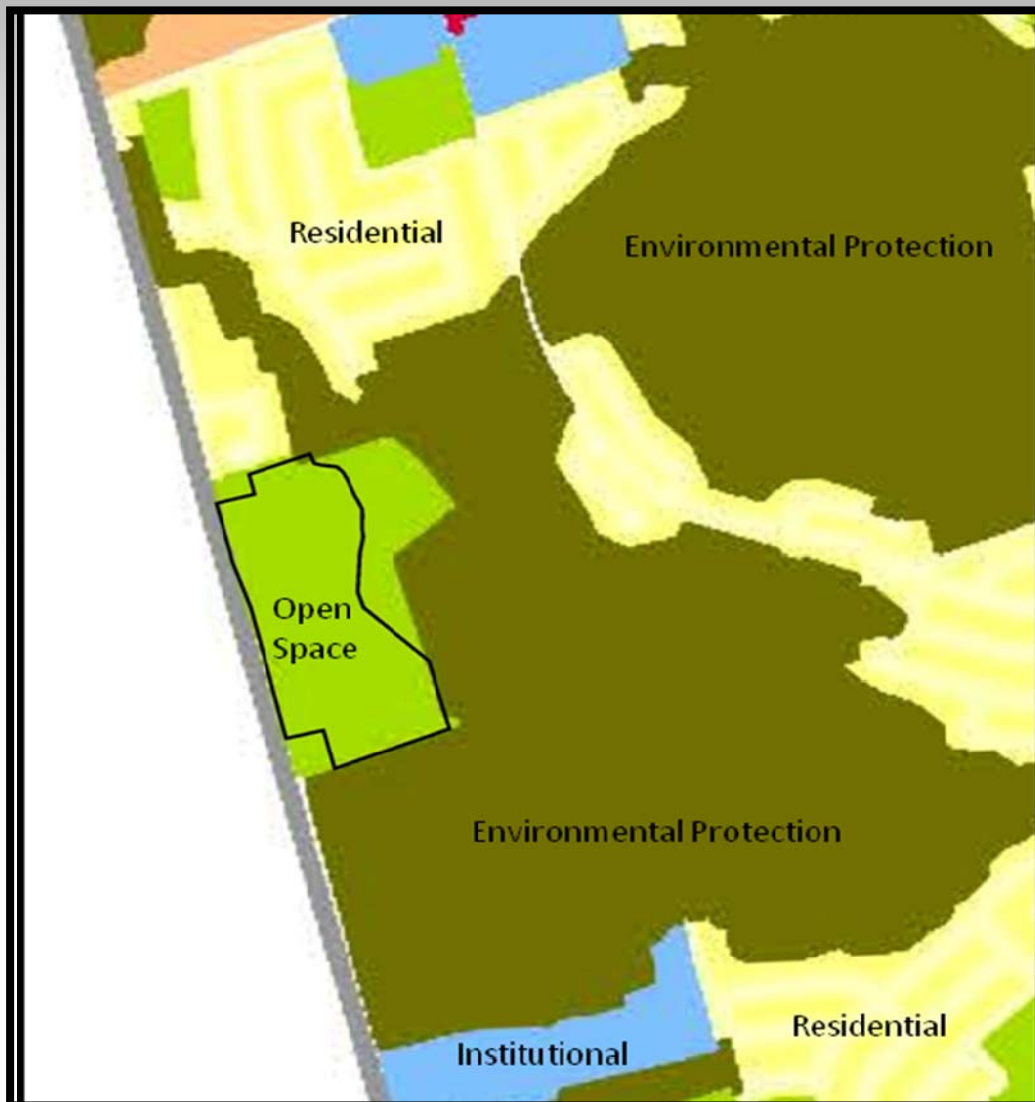 Residential
Environmental Protection
Open
Space
Environmental Protection
Residential
Institutional